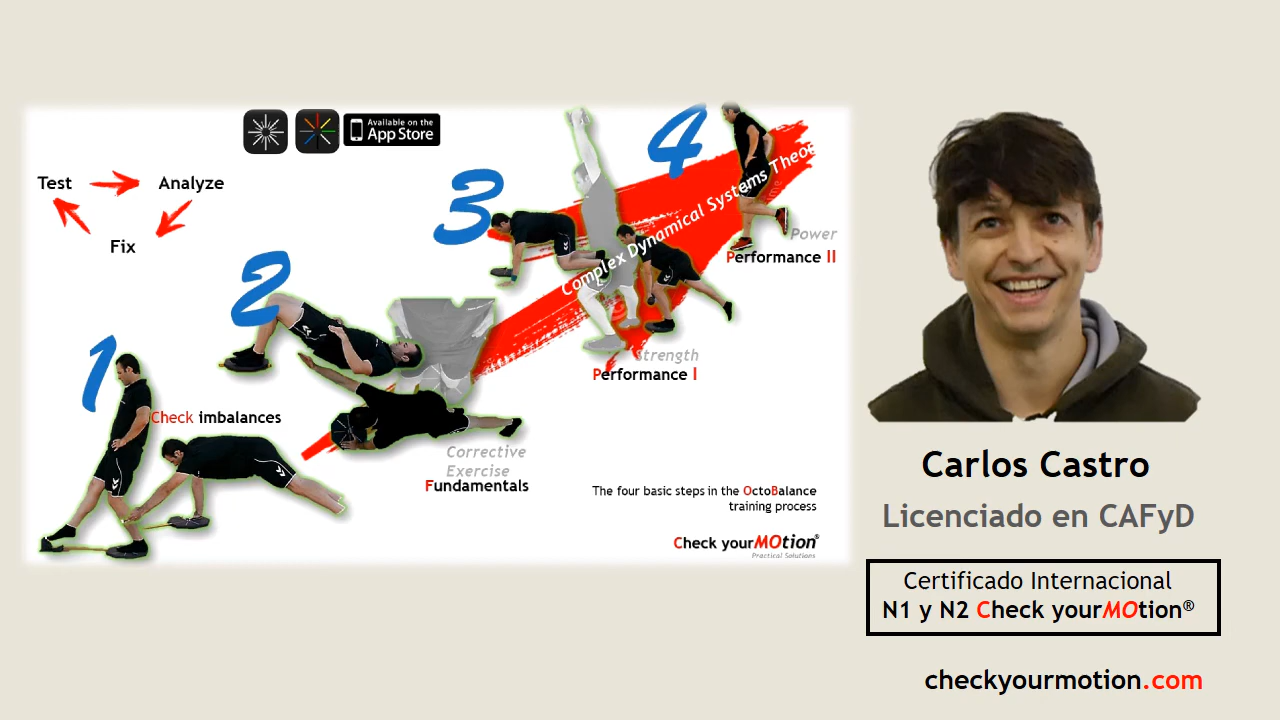 Available on the
App Store
Test
Analyze
Fix
1
Check imbalances
2
Corrective
Exercise
Fundamentals
3
Strength
Performance I
4
Complex Dynamical Systems
Power
Performance II
The four basic steps in the OctoBalance
training process
Check yourMOtion®
Practical Solutions
Carlos Castro
Licenciado en CAFyD
Certificado Internacional
N1 y N2 Check yourMOtion®
checkyourmotion.com